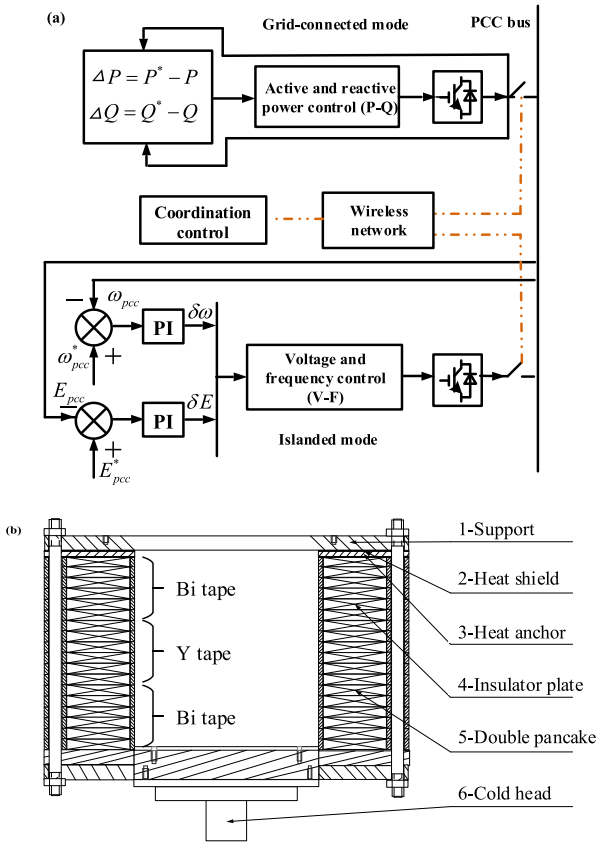 (a)
Grid-connected mode
PCC bus
ΔP = P* − P
ΔQ = Q* − Q
Active and reactive
power control (P-Q)
Coordination
control
Wireless
network
−
ω_pcc
PI
δω
ω*_pcc
+
E_pcc
−
PI
δE
+
E*_pcc
Voltage and
frequency control
(V-F)
Islanded mode
(b)
1-Support
2-Heat shield
3-Heat anchor
4-Insulator plate
5-Double pancake
6-Cold head
Bi tape
Y tape
Bi tape